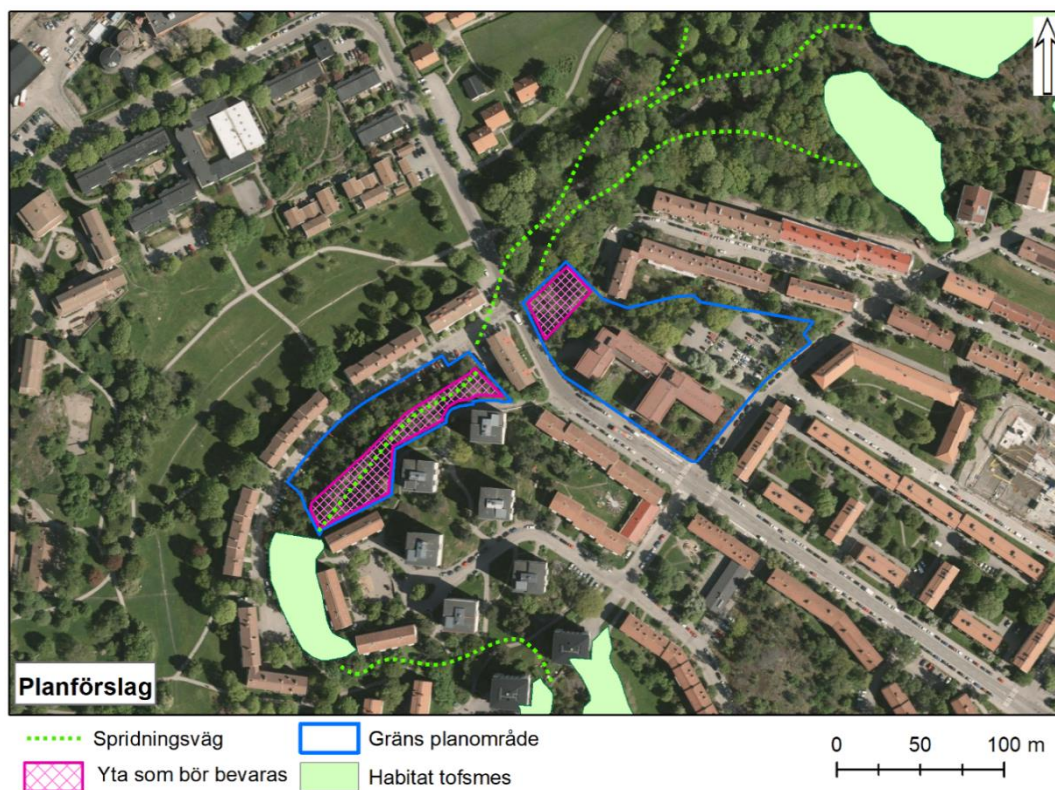 Planförslag
Spridningsväg
Gräns planområde
Yta som bör bevaras
Habitat tofsmes
0 50 100 m